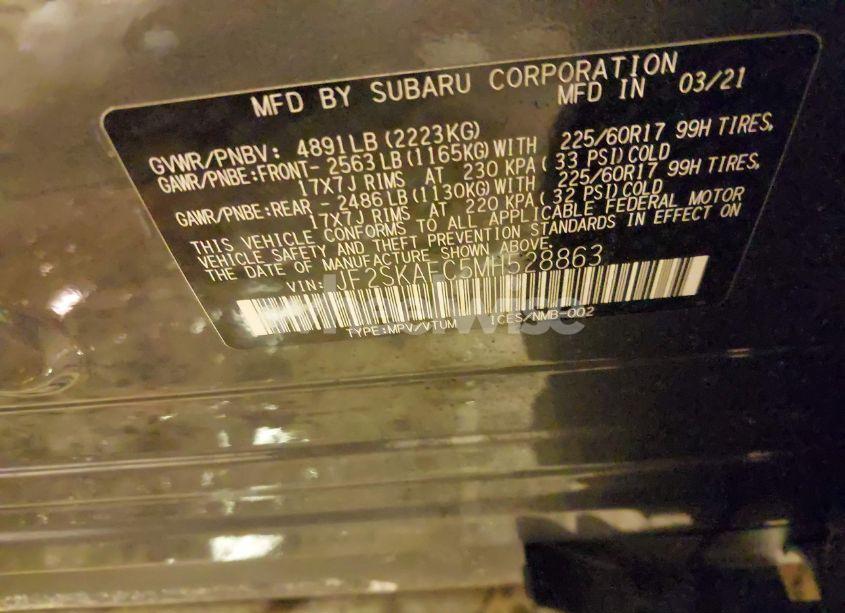 MFD BY SUBARU CORPORATION
MFD IN 03/21
GVWR/PNBV: 4891LB (2223KG)
GAWR/PNBE:FRONT- 2563LB(1165KG)WITH 225/60R17 99H TIRES,
17X7J RIMS AT 230 KPA( 33 PSI)COLD
GAWR/PNBE:REAR - 2486LB(1130KG)WITH 225/60R17 99H TIRES,
17X7J RIMS AT 220 KPA( 32 PSI)COLD
THIS VEHICLE CONFORMS TO ALL APPLICABLE FEDERAL MOTOR
VEHICLE SAFETY AND THEFT PREVENTION STANDARDS IN EFFECT ON
THE DATE OF MANUFACTURE SHOWN ABOVE.
VIN: JF2SKAFC5MH528863
TYPE:MPV/VTUM ICES/NMB-002